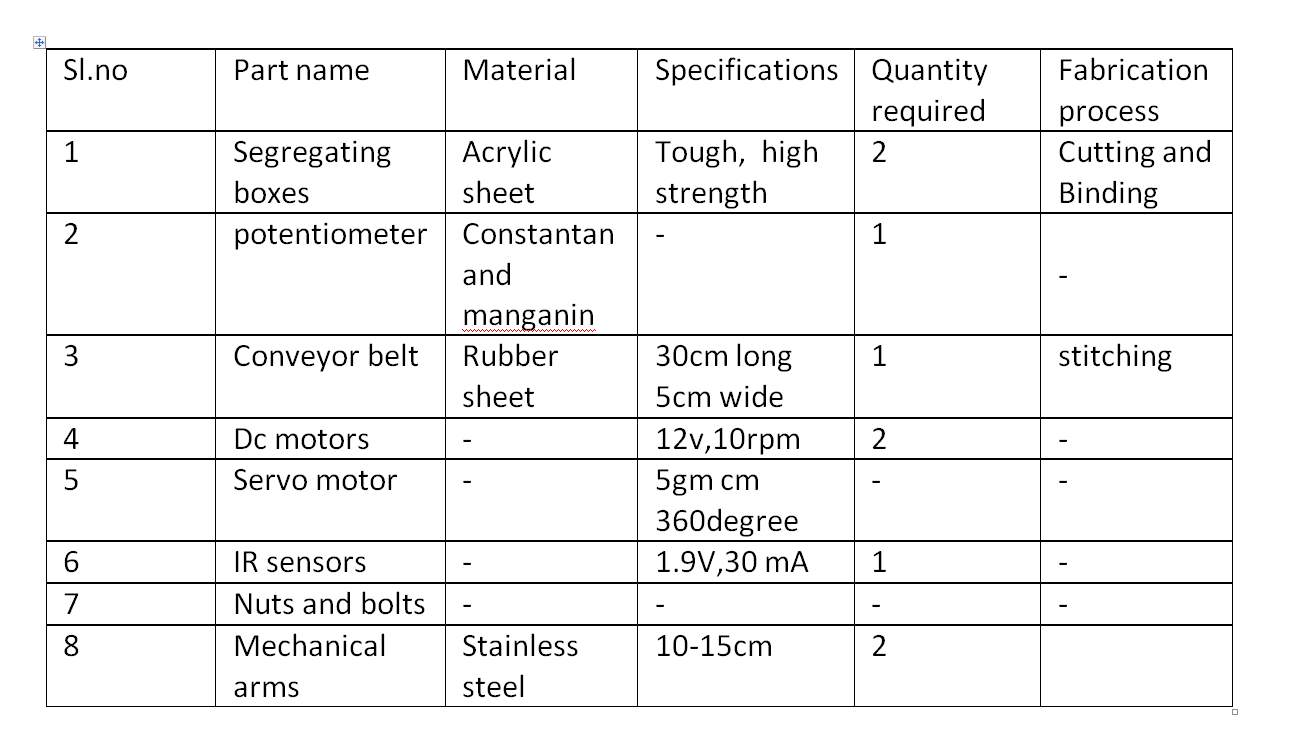 Sl.no Part name Material Specifications Quantity required Fabrication process
1 Segregating boxes Acrylic sheet Tough, high strength 2 Cutting and Binding
2 potentiometer Constantan and manganin - 1 -
3 Conveyor belt Rubber sheet 30cm long 5cm wide 1 stitching
4 Dc motors - 12v,10rpm 2 -
5 Servo motor - 5gm cm 360degree - -
6 IR sensors - 1.9V,30 mA 1 -
7 Nuts and bolts - - - -
8 Mechanical arms Stainless steel 10-15cm 2